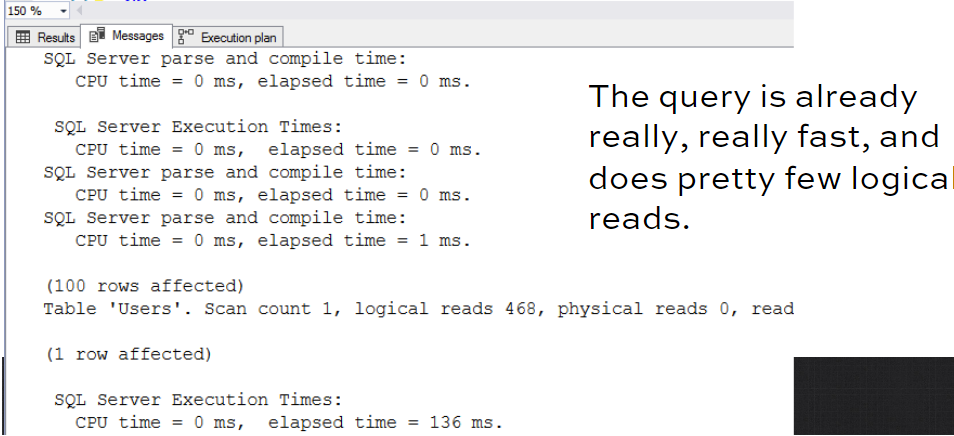 150 %
Results Messages Execution plan
SQL Server parse and compile time:
CPU time = 0 ms, elapsed time = 0 ms.
SQL Server Execution Times:
CPU time = 0 ms, elapsed time = 0 ms.
SQL Server parse and compile time:
CPU time = 0 ms, elapsed time = 0 ms.
SQL Server parse and compile time:
CPU time = 0 ms, elapsed time = 1 ms.
(100 rows affected)
Table 'Users'. Scan count 1, logical reads 468, physical reads 0, read
(1 row affected)
SQL Server Execution Times:
CPU time = 0 ms, elapsed time = 136 ms.
The query is already
really, really fast, and
does pretty few logical
reads.